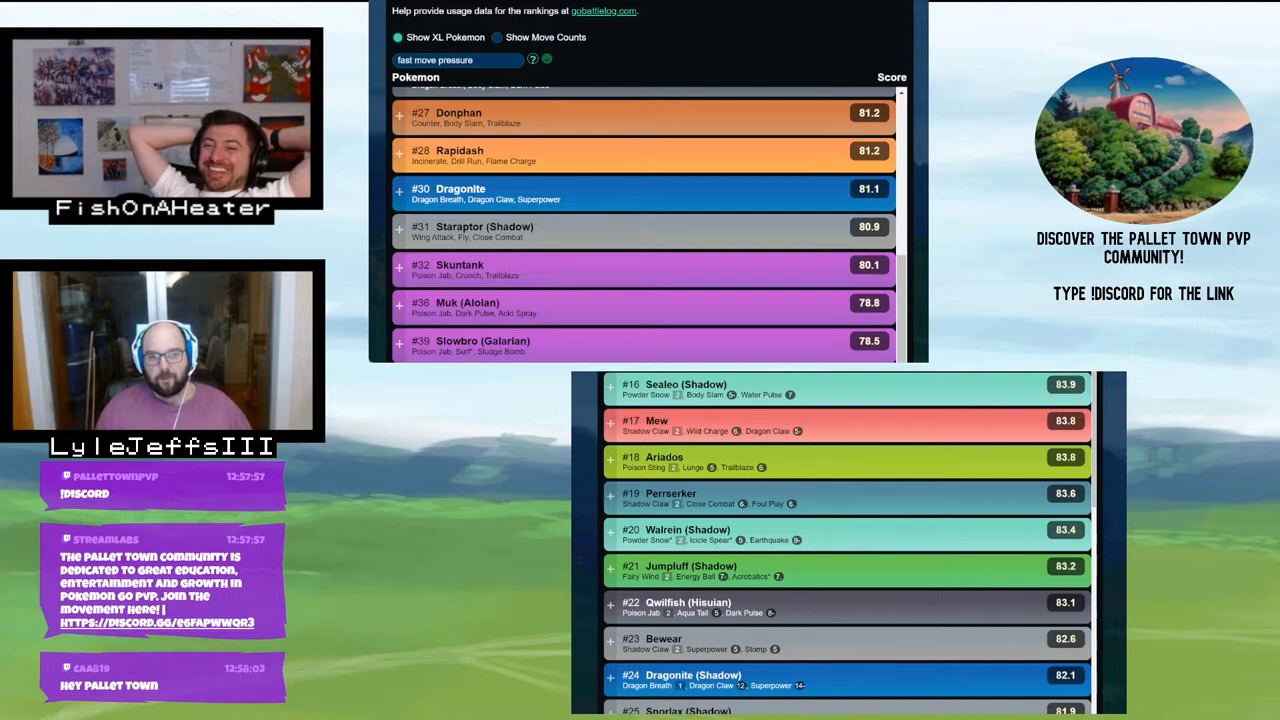 FishOnAHeater
LyleJeffsIII
PALLETTOWNPVP 12:57:57
!DISCORD
STREAMLABS 12:57:57
THE PALLET TOWN COMMUNITY IS
DEDICATED TO GREAT EDUCATION,
ENTERTAINMENT AND GROWTH IN
POKEMON GO PVP. JOIN THE
MOVEMENT HERE! |
HTTPS://DISCORD.GG/E6FAPWWQR3
CAA819 12:58:02
HEY PALLET TOWN
Help provide usage data for the rankings at gobattlelog.com.
Show XL Pokemon Show Move Counts
fast move pressure ?
Pokemon Score
#27 Donphan 81.2
Counter, Body Slam, Trailblaze
#28 Rapidash 81.2
Incinerate, Drill Run, Flame Charge
#30 Dragonite 81.1
Dragon Breath, Dragon Claw, Superpower
#31 Staraptor (Shadow) 80.9
Wing Attack, Fly, Close Combat
#32 Skuntank 80.1
Poison Jab, Crunch, Trailblaze
#36 Muk (Alolan) 78.8
Poison Jab, Dark Pulse, Acid Spray
#39 Slowbro (Galarian) 78.5
Poison Jab, Surf*, Sludge Bomb
#16 Sealeo (Shadow) 83.9
Powder Snow 2, Body Slam 5-, Water Pulse 7
#17 Mew 83.8
Shadow Claw 2, Wild Charge 6, Dragon Claw 5-
#18 Ariados 83.8
Poison Sting 2, Lunge 5, Trailblaze 6
#19 Perrserker 83.6
Shadow Claw 2, Close Combat 6, Foul Play 6
#20 Walrein (Shadow) 83.4
Powder Snow* 2, Icicle Spear* 5, Earthquake 9-
#21 Jumpluff (Shadow) 83.2
Fairy Wind 2, Energy Ball 7-, Acrobatics* 7
#22 Qwilfish (Hisuian) 83.1
Poison Jab 2, Aqua Tail 5, Dark Pulse 8-
#23 Bewear 82.6
Shadow Claw 2, Superpower 5, Stomp 5
#24 Dragonite (Shadow) 82.1
Dragon Breath 1, Dragon Claw 12, Superpower 14-
#25 Snorlax (Shadow) 81.9
DISCOVER THE PALLET TOWN PVP
COMMUNITY!
TYPE !DISCORD FOR THE LINK